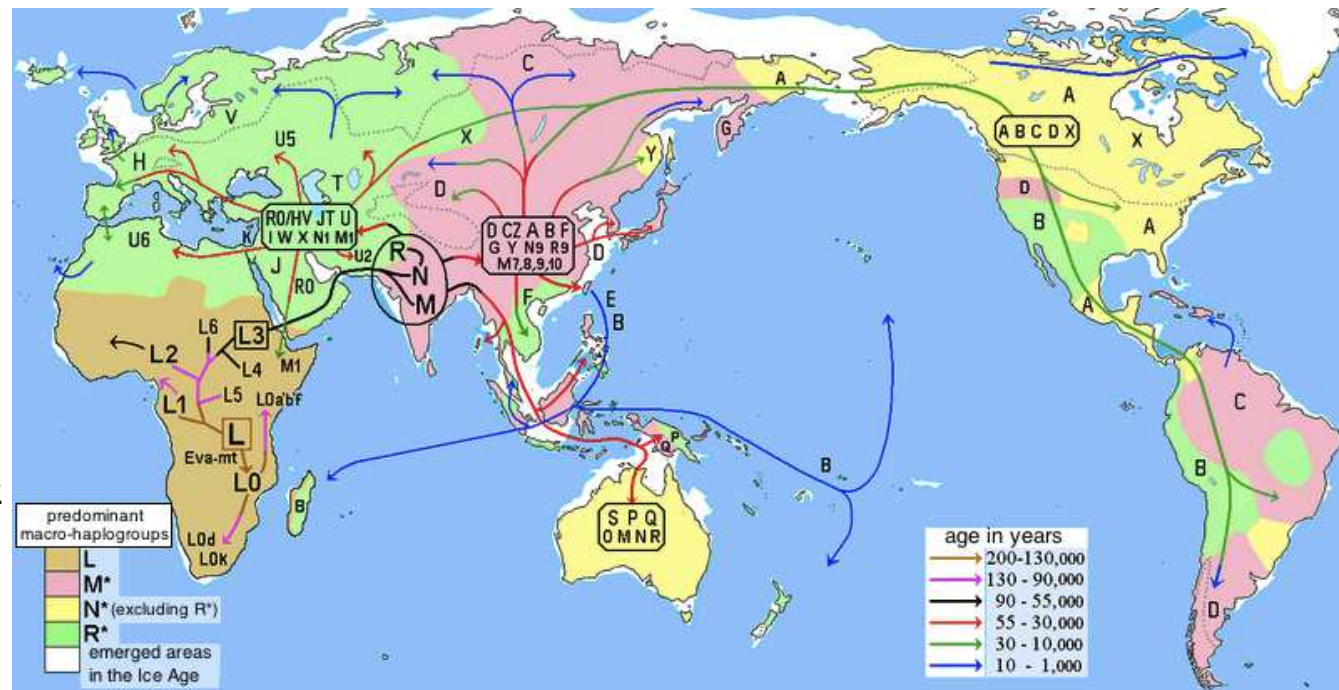 C
A
A
V
X
G
A B C D X
X
H
U5
Y
T
D
D
B
A
R0/HV JT U
I W X N1 M1
D CZ A B F
G Y N9 R9
M7,8,9,10
D
U6
K
U2
R
N
M
J
R0
F
E
B
A
L6
L3
L2
L4
M1
L5
L0abf
L1
L
C
Q
P
Eva-mt
L0
B
B
B
S P Q
O M N R
L0d
L0k
D
predominant
macro-haplogroups
L
M*
N* (excluding R*)
R*
emerged areas
in the Ice Age
age in years
200-130,000
130 - 90,000
90 - 55,000
55 - 30,000
30 - 10,000
10 - 1,000